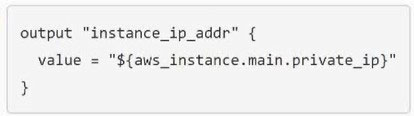 output "instance_ip_addr" {
  value = "${aws_instance.main.private_ip}"
}